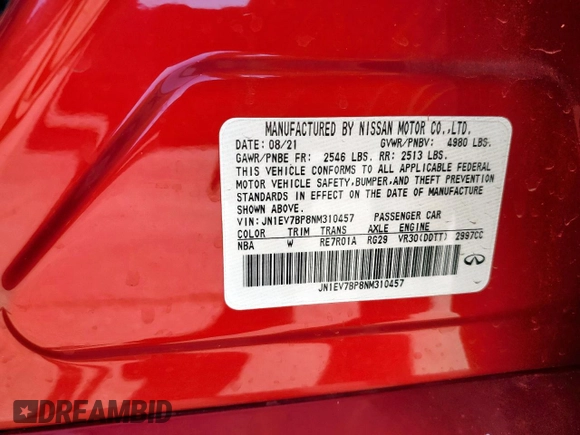 MANUFACTURED BY NISSAN MOTOR CO.,LTD.
DATE: 08/21 GVWR/PNBV: 4980 LBS.
GAWR/PNBE FR: 2546 LBS. RR: 2513 LBS.
THIS VEHICLE CONFORMS TO ALL APPLICABLE FEDERAL
MOTOR VEHICLE SAFETY,BUMPER,AND THEFT PREVENTION
STANDARDS IN EFFECT ON THE DATE OF MANUFACTURE
SHOWN ABOVE.
VIN: JN1EV7BP8NM310457 PASSENGER CAR
COLOR TRIM TRANS AXLE ENGINE
NBA W RE7R01A RG29 VR30(DDTT) 2997CC
JN1EV7BP8NM310457
DREAMBID